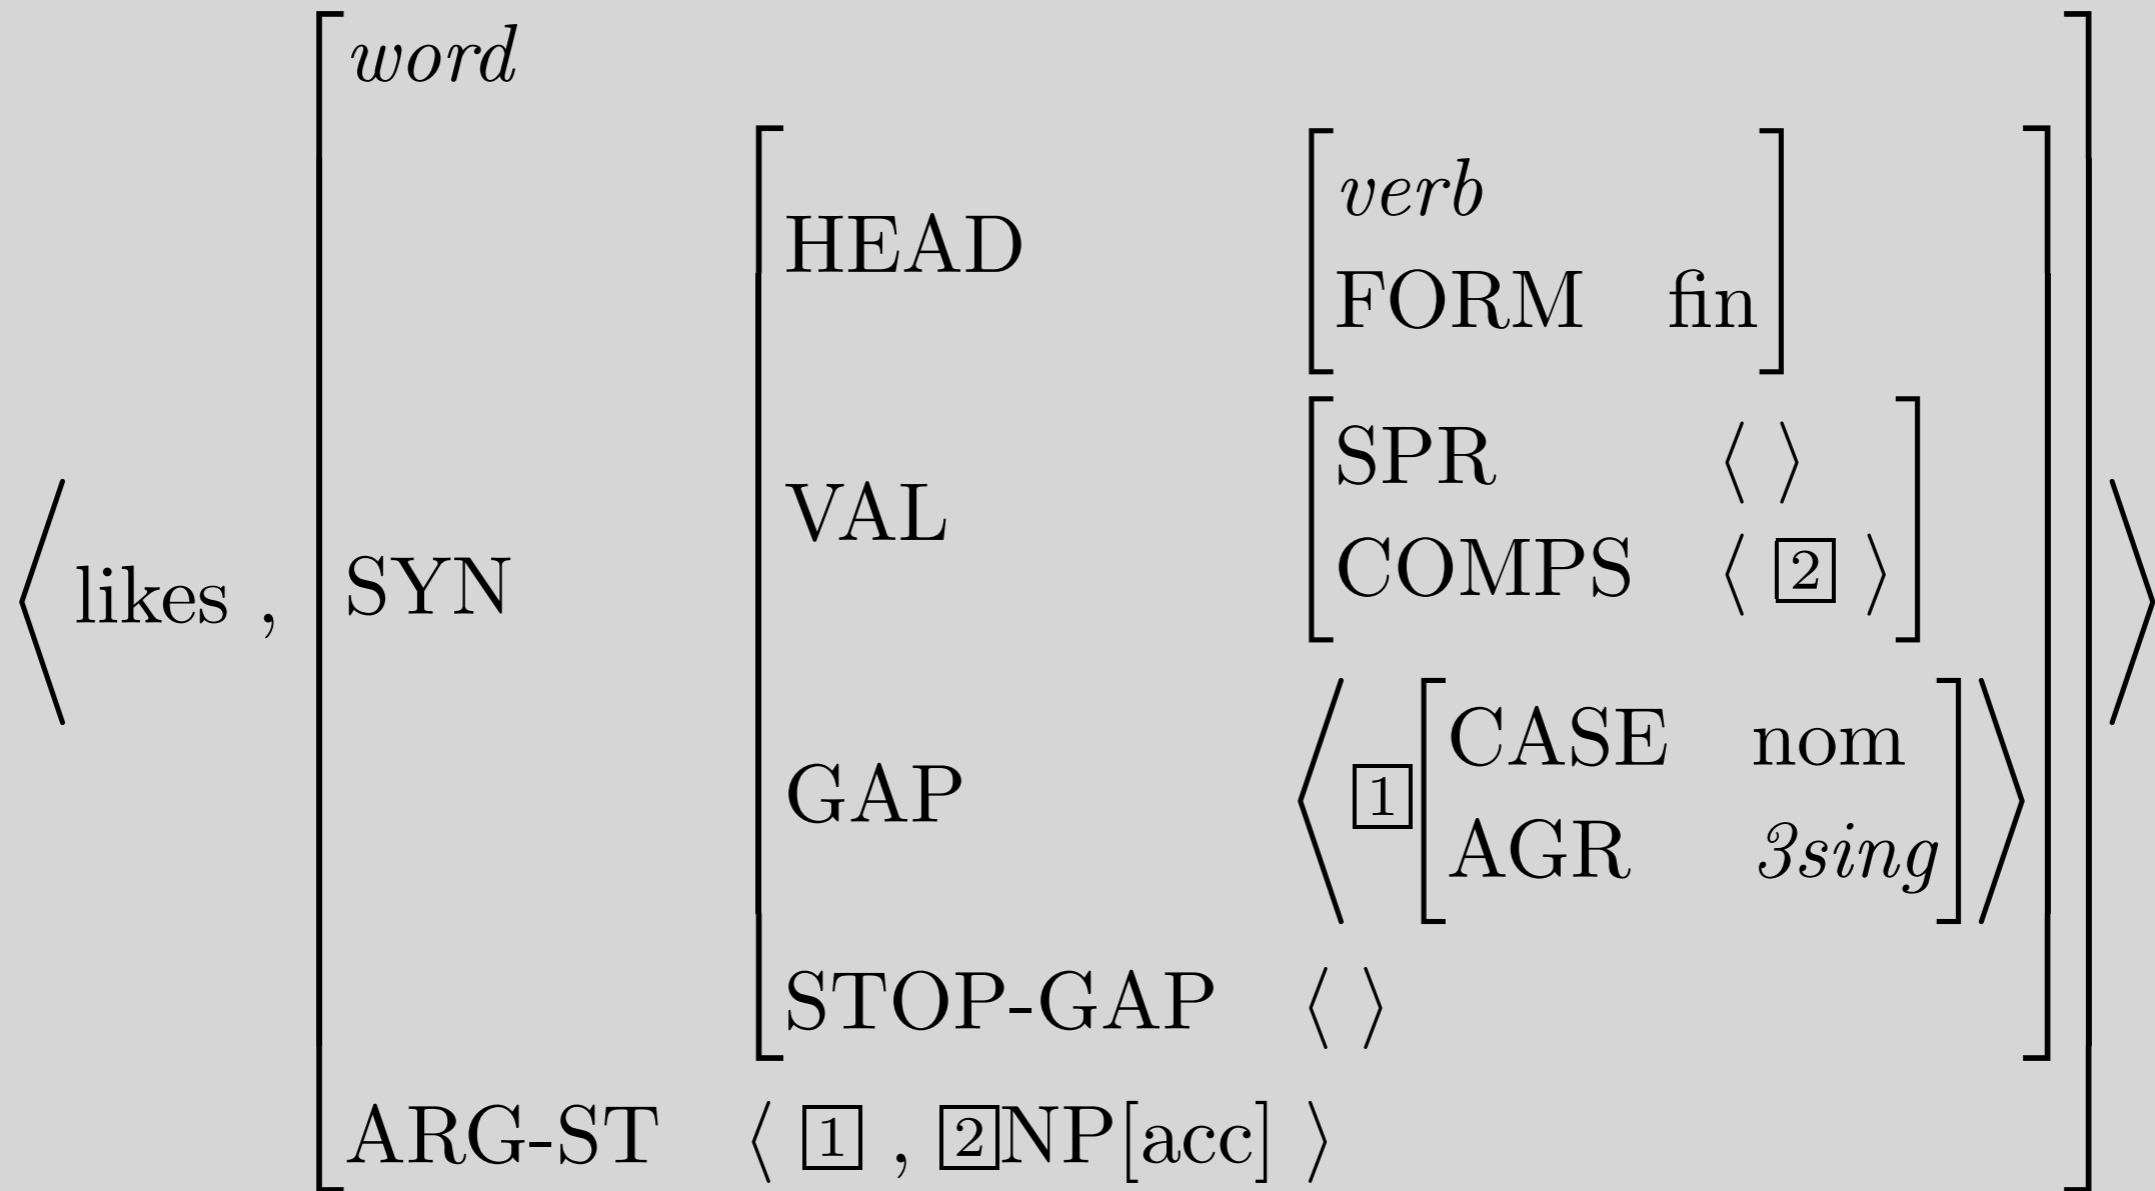 word
verb
HEAD
FORM fin
SPR ⟨ ⟩
VAL
COMPS ⟨ 2 ⟩
⟨ likes , SYN
CASE nom
GAP ⟨ 1
AGR 3sing ⟩
STOP-GAP ⟨ ⟩
ARG-ST ⟨ 1 , 2 NP[acc] ⟩